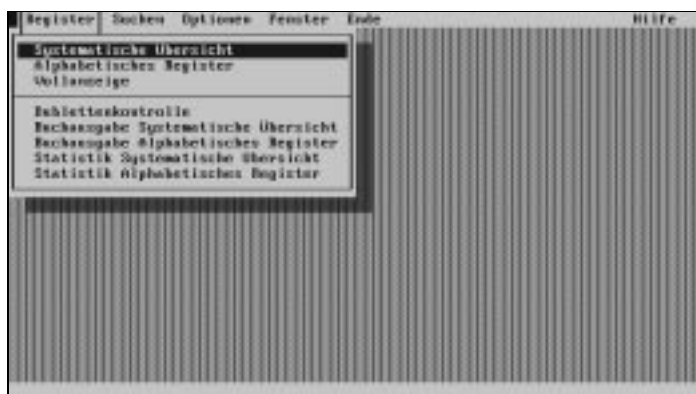 Register Suchen Optionen Fenster Ende Hilfe
Systematische Übersicht
Alphabetisches Register
Vollanzeige
Dublettenkontrolle
Buchausgabe Systematische Übersicht
Buchausgabe Alphabetisches Register
Statistik Systematische Übersicht
Statistik Alphabetisches Register